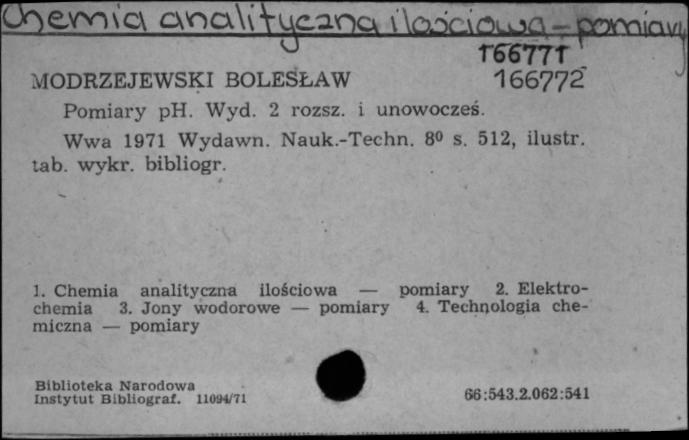 Chemia analityczna ilościowa – pomiary
166771
166772
MODRZEJEWSKI BOLESŁAW
Pomiary pH. Wyd. 2 rozsz. i unowocześ.
Wwa 1971 Wydawn. Nauk.-Techn. 8⁰ s. 512, ilustr.
tab. wykr. bibliogr.
1. Chemia analityczna ilościowa — pomiary 2. Elektro-
chemia 3. Jony wodorowe — pomiary 4. Technologia che-
miczna — pomiary
Biblioteka Narodowa
Instytut Bibliograf. 11094/71
66:543.2.062:541